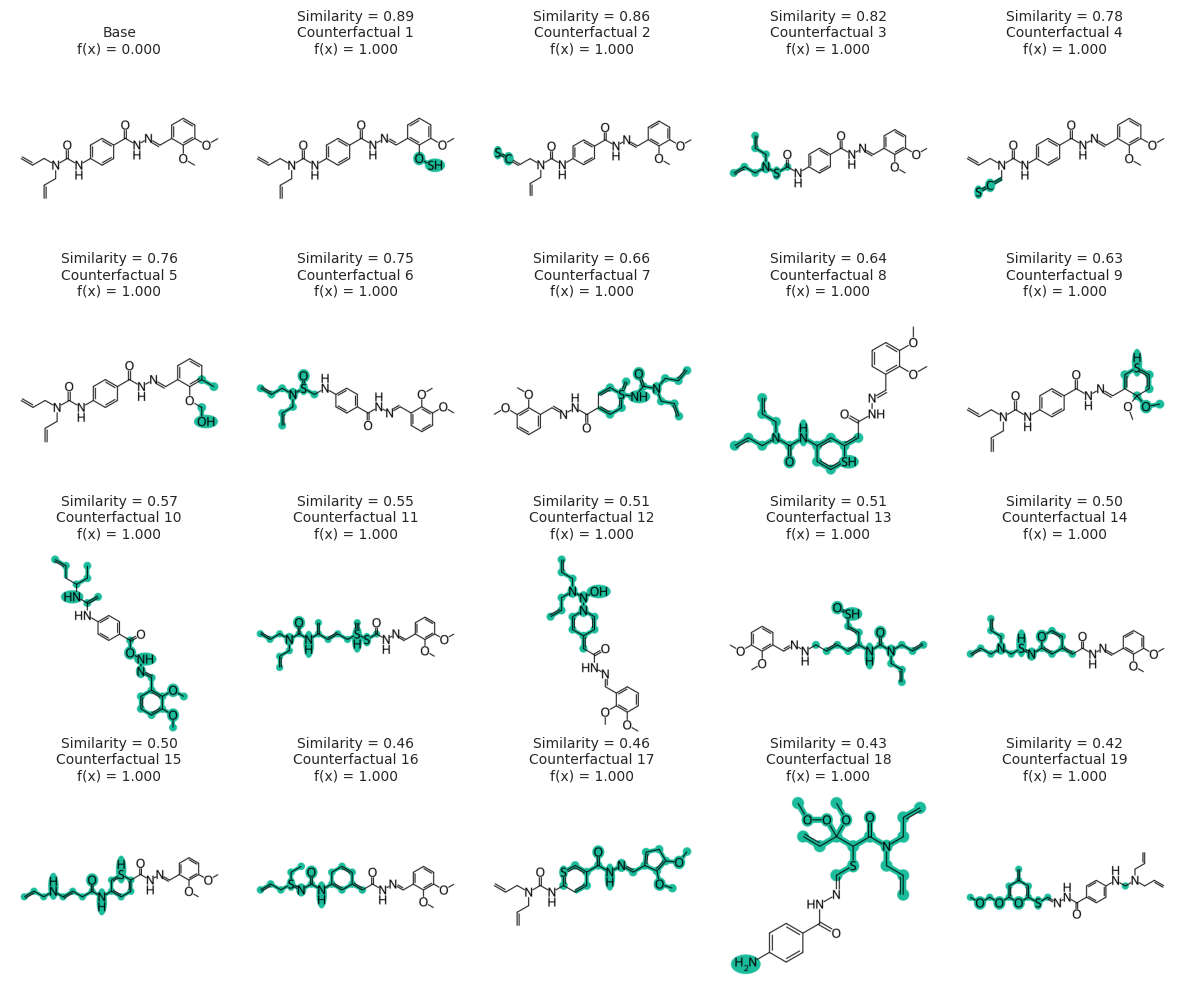 Base
f(x) = 0.000
Similarity = 0.89
Counterfactual 1
f(x) = 1.000
Similarity = 0.86
Counterfactual 2
f(x) = 1.000
Similarity = 0.82
Counterfactual 3
f(x) = 1.000
Similarity = 0.78
Counterfactual 4
f(x) = 1.000
Similarity = 0.76
Counterfactual 5
f(x) = 1.000
Similarity = 0.75
Counterfactual 6
f(x) = 1.000
Similarity = 0.66
Counterfactual 7
f(x) = 1.000
Similarity = 0.64
Counterfactual 8
f(x) = 1.000
Similarity = 0.63
Counterfactual 9
f(x) = 1.000
Similarity = 0.57
Counterfactual 10
f(x) = 1.000
Similarity = 0.55
Counterfactual 11
f(x) = 1.000
Similarity = 0.51
Counterfactual 12
f(x) = 1.000
Similarity = 0.51
Counterfactual 13
f(x) = 1.000
Similarity = 0.50
Counterfactual 14
f(x) = 1.000
Similarity = 0.50
Counterfactual 15
f(x) = 1.000
Similarity = 0.46
Counterfactual 16
f(x) = 1.000
Similarity = 0.46
Counterfactual 17
f(x) = 1.000
Similarity = 0.43
Counterfactual 18
f(x) = 1.000
Similarity = 0.42
Counterfactual 19
f(x) = 1.000